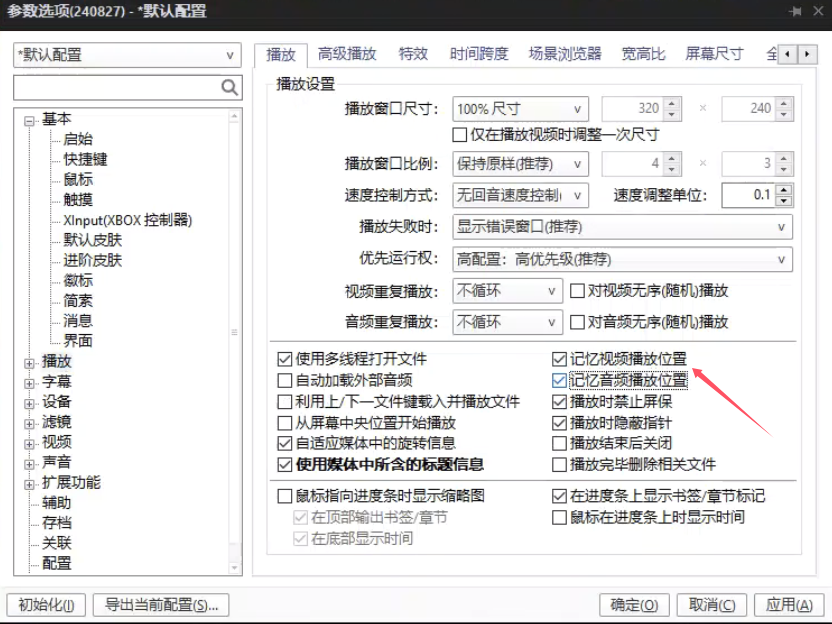 参数选项(240827) - *默认配置
*默认配置
基本
启始
快捷键
鼠标
触摸
XInput(XBOX 控制器)
默认皮肤
进阶皮肤
徽标
简素
消息
界面
播放
字幕
设备
滤镜
视频
声音
扩展功能
辅助
存档
关联
配置
播放 高级播放 特效 时间跨度 场景浏览器 宽高比 屏幕尺寸 全
播放设置
播放窗口尺寸： 100% 尺寸 320 × 240
仅在播放视频时调整一次尺寸
播放窗口比例： 保持原样(推荐) 4 × 3
速度控制方式： 无回音速度控制( 速度调整单位： 0.1
播放失败时： 显示错误窗口(推荐)
优先运行权： 高配置：高优先级(推荐)
视频重复播放： 不循环 对视频无序(随机)播放
音频重复播放： 不循环 对音频无序(随机)播放
使用多线程打开文件 记忆视频播放位置
自动加载外部音频 记忆音频播放位置
利用上/下一文件键载入并播放文件 播放时禁止屏保
从屏幕中央位置开始播放 播放时隐蔽指针
自适应媒体中的旋转信息 播放结束后关闭
使用媒体中所含的标题信息 播放完毕删除相关文件
鼠标指向进度条时显示缩略图 在进度条上显示书签/章节标记
在顶部输出书签/章节 鼠标在进度条上时显示时间
在底部显示时间
初始化(I) 导出当前配置(S)... 确定(O) 取消(C) 应用(A)